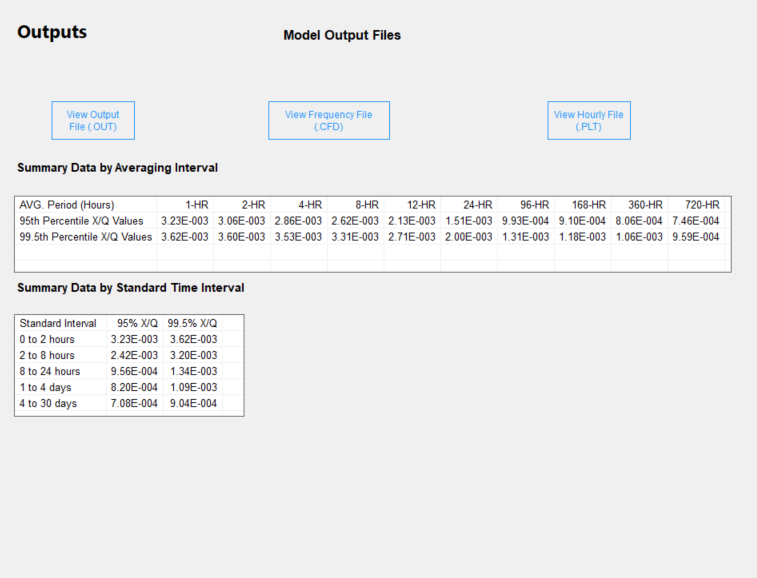 Outputs
Model Output Files
View Output
File (.OUT)
View Frequency File
(.CFD)
View Hourly File
(.PLT)
Summary Data by Averaging Interval
AVG. Period (Hours) 1-HR 2-HR 4-HR 8-HR 12-HR 24-HR 96-HR 168-HR 360-HR 720-HR
95th Percentile X/Q Values 3.23E-003 3.06E-003 2.86E-003 2.62E-003 2.13E-003 1.51E-003 9.93E-004 9.10E-004 8.06E-004 7.46E-004
99.5th Percentile X/Q Values 3.62E-003 3.60E-003 3.53E-003 3.31E-003 2.71E-003 2.00E-003 1.31E-003 1.18E-003 1.06E-003 9.59E-004
Summary Data by Standard Time Interval
Standard Interval 95% X/Q 99.5% X/Q
0 to 2 hours 3.23E-003 3.62E-003
2 to 8 hours 2.42E-003 3.20E-003
8 to 24 hours 9.56E-004 1.34E-003
1 to 4 days 8.20E-004 1.09E-003
4 to 30 days 7.08E-004 9.04E-004